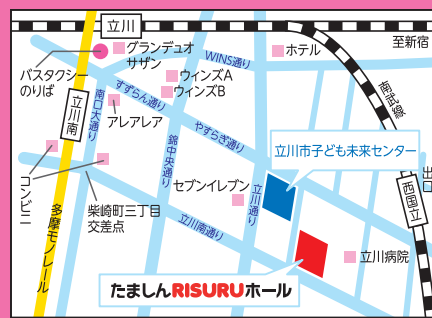 立川
グランデュオ
サザン
WINS通り
ホテル
至新宿
バスタクシー
のりば
ウィンズA
ウィンズB
すずらん通り
南武線
立川南
南口大通り
アレアレア
やすらぎ通り
錦中央通り
立川市子ども未来センター
コンビニ
セブンイレブン
立川通り
出口
西国立
多摩モノレール
柴崎町三丁目
交差点
立川南通り
立川病院
たましんRISURUホール